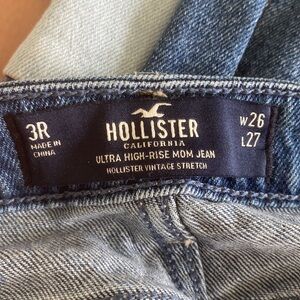 3R
MADE IN
CHINA
HOLLISTER
CALIFORNIA
ULTRA HIGH-RISE MOM JEAN
HOLLISTER VINTAGE STRETCH
W26
L27